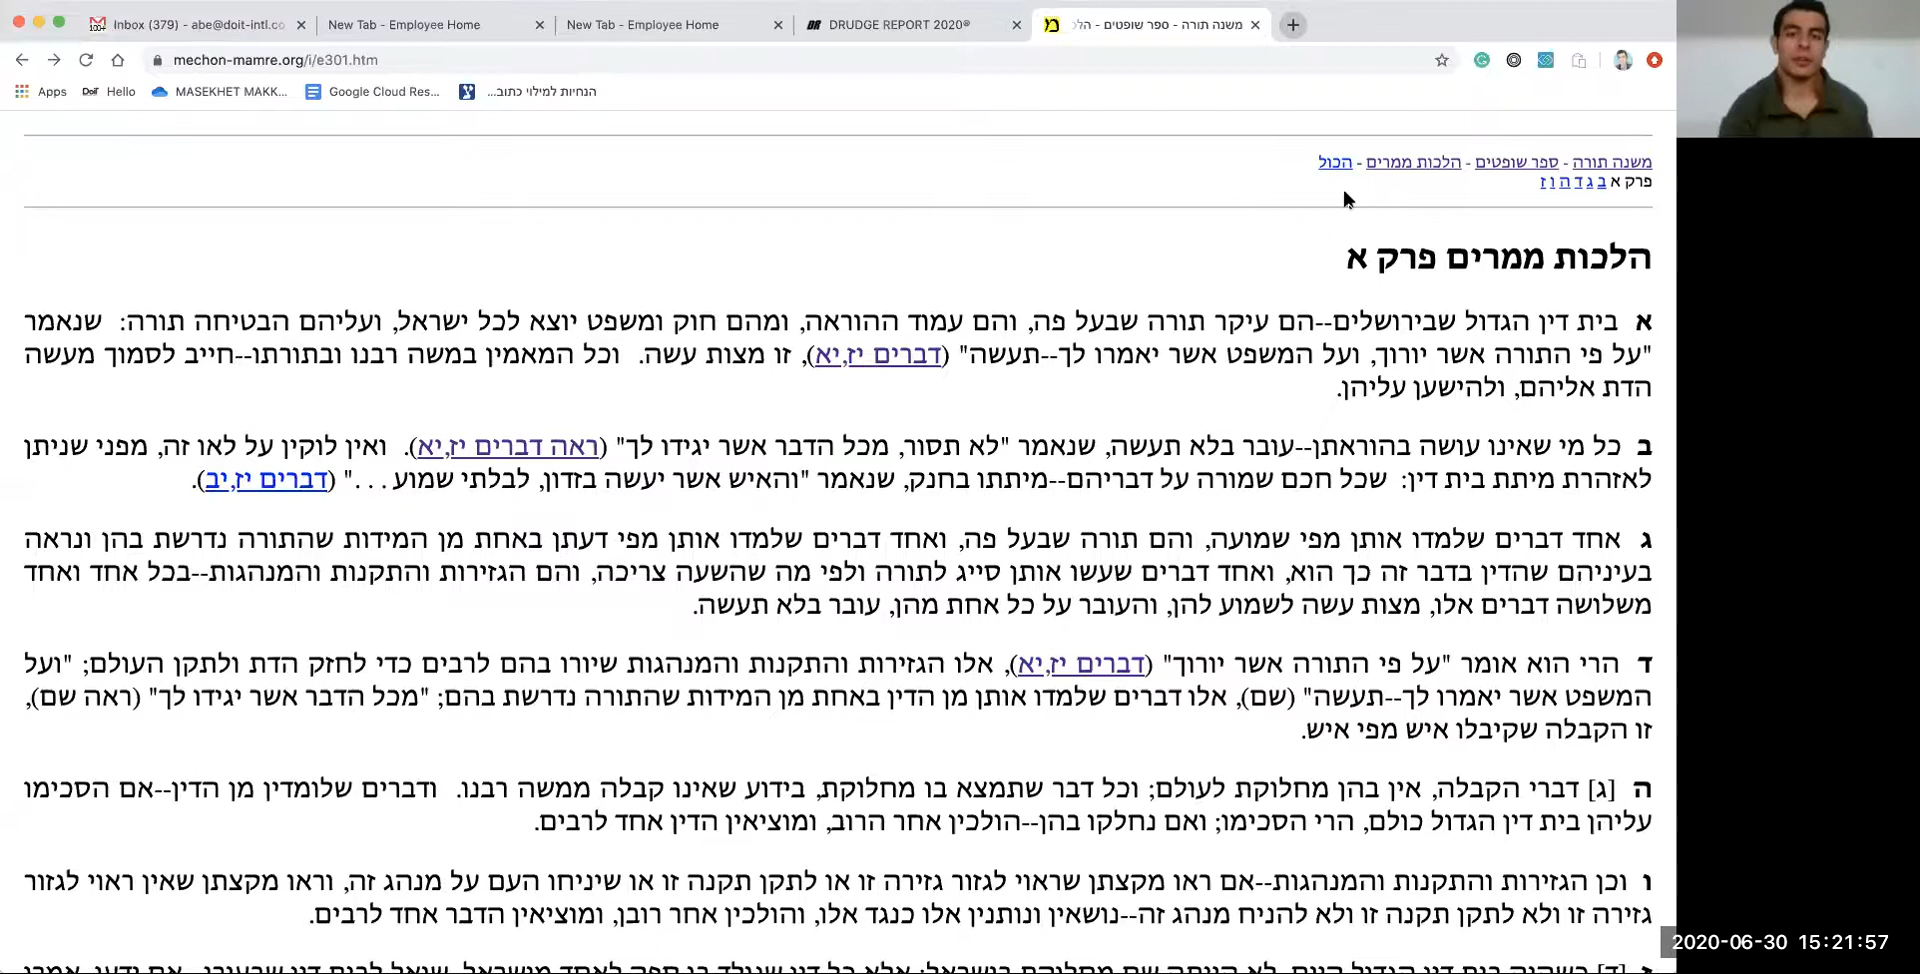 Inbox (379) - abe@doit-intl.co
New Tab - Employee Home
New Tab - Employee Home
DRUDGE REPORT 2020®
משנה תורה - ספר שופטים - הלכ
mechon-mamre.org/i/e301.htm
Apps
DoiT Hello
MASEKHET MAKK...
Google Cloud Res...
הנחיות למילוי כתוב...
משנה תורה - ספר שופטים - הלכות ממרים - הכול
פרק א ב ג ד ה ו ז
הלכות ממרים פרק א
א בית דין הגדול שבירושלים--הם עיקר תורה שבעל פה, והם עמוד ההוראה, ומהם חוק ומשפט יוצא לכל ישראל, ועליהם הבטיחה תורה: שנאמר
"על פי התורה אשר יורוך, ועל המשפט אשר יאמרו לך--תעשה" (דברים יז,יא), זו מצות עשה. וכל המאמין במשה רבנו ובתורתו--חייב לסמוך מעשה
הדת אליהם, ולהישען עליהן.
ב כל מי שאינו עושה בהוראתן--עובר בלא תעשה, שנאמר "לא תסור, מכל הדבר אשר יגידו לך" (ראה דברים יז,יא). ואין לוקין על לאו זה, מפני שניתן
לאזהרת מיתת בית דין: שכל חכם שמורה על דבריהם--מיתתו בחנק, שנאמר "והאיש אשר יעשה בזדון, לבלתי שמוע . . ." (דברים יז,יב).
ג אחד דברים שלמדו אותן מפי שמועה, והם תורה שבעל פה, ואחד דברים שלמדו אותן מפי דעתן באחת מן המידות שהתורה נדרשת בהן ונראה
בעיניהם שהדין בדבר זה כך הוא, ואחד דברים שעשו אותן סייג לתורה ולפי מה שהשעה צריכה, והם הגזירות והתקנות והמנהגות--בכל אחד ואחד
משלושה דברים אלו, מצות עשה לשמוע להן, והעובר על כל אחת מהן, עובר בלא תעשה.
ד הרי הוא אומר "על פי התורה אשר יורוך" (דברים יז,יא), אלו הגזירות והתקנות והמנהגות שיורו בהם לרבים כדי לחזק הדת ולתקן העולם; "ועל
המשפט אשר יאמרו לך--תעשה" (שם), אלו דברים שלמדו אותן מן הדין באחת מן המידות שהתורה נדרשת בהם; "מכל הדבר אשר יגידו לך" (ראה שם),
זו הקבלה שקיבלו איש מפי איש.
ה [ג] דברי הקבלה, אין בהן מחלוקת לעולם; וכל דבר שתמצא בו מחלוקת, בידוע שאינו קבלה ממשה רבנו. ודברים שלומדין מן הדין--אם הסכימו
עליהן בית דין הגדול כולם, הרי הסכימו; ואם נחלקו בהן--הולכין אחר הרוב, ומוציאין הדין אחד לרבים.
ו וכן הגזירות והתקנות והמנהגות--אם ראו מקצתן שראוי לגזור גזירה זו או לתקן תקנה זו או שיניחו העם על מנהג זה, וראו מקצתן שאין ראוי לגזור
גזירה זו ולא לתקן תקנה זו ולא להניח מנהג זה--נושאין ונותנין אלו כנגד אלו, והולכין אחר רובן, ומוציאין הדבר אחד לרבים.
2020-06-30 15:21:57